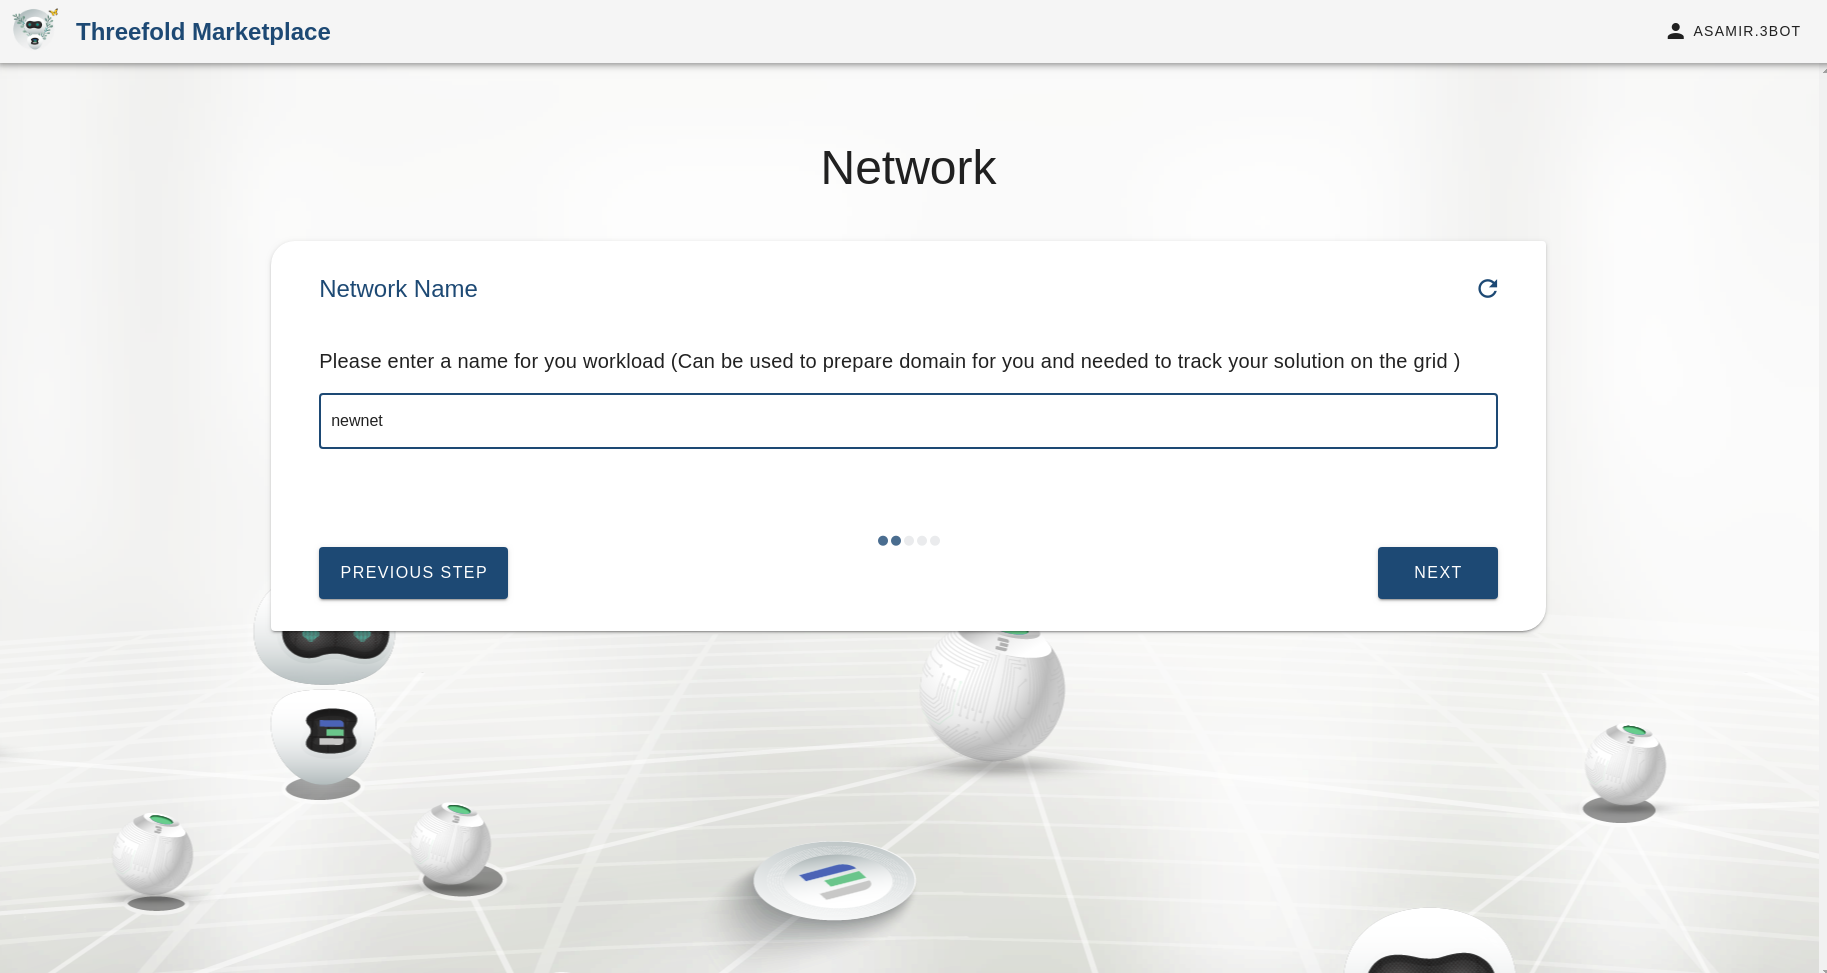 Threefold Marketplace
ASAMIR.3BOT
Network
Network Name
Please enter a name for you workload (Can be used to prepare domain for you and needed to track your solution on the grid )
newnet
PREVIOUS STEP
NEXT